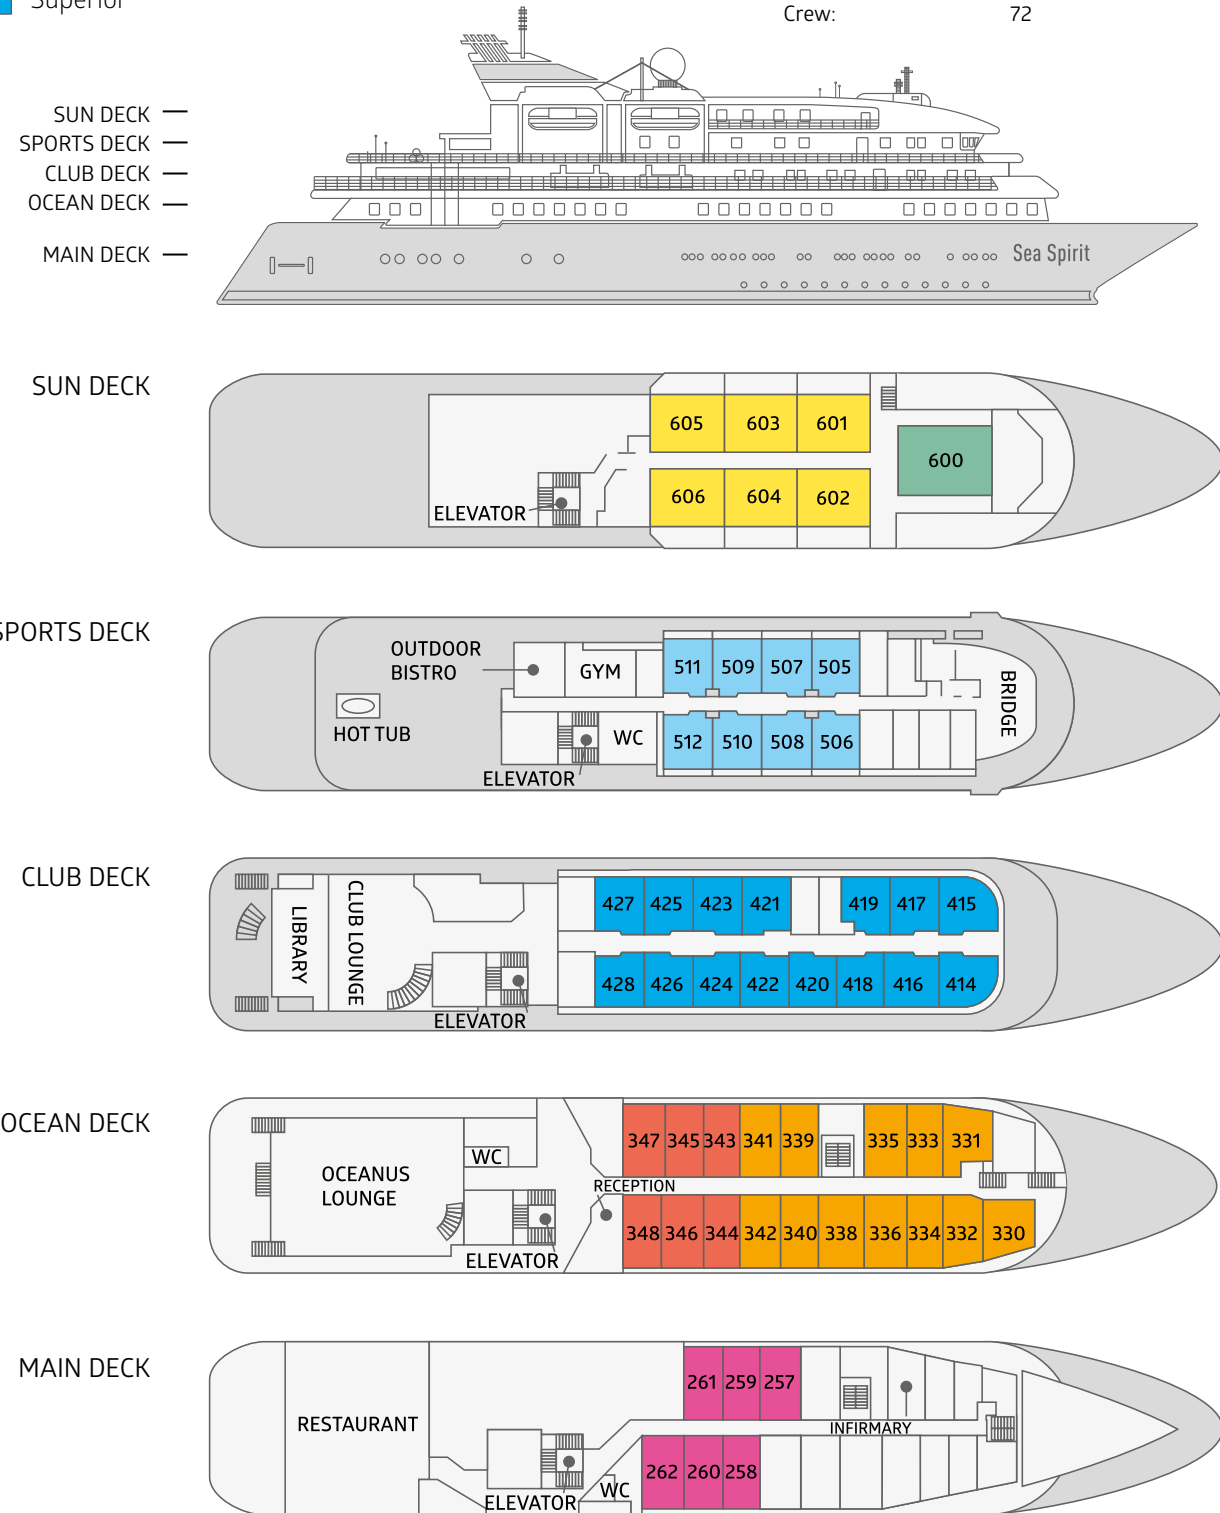 Superior
Crew: 72
SUN DECK
SPORTS DECK
CLUB DECK
OCEAN DECK
MAIN DECK
Sea Spirit
SUN DECK
605 603 601
600
606 604 602
ELEVATOR
SPORTS DECK
OUTDOOR
BISTRO
GYM
511 509 507 505
BRIDGE
HOT TUB
WC
512 510 508 506
ELEVATOR
CLUB DECK
LIBRARY
CLUB LOUNGE
427 425 423 421 419 417 415
428 426 424 422 420 418 416 414
ELEVATOR
OCEAN DECK
347 345 343 341 339 335 333 331
WC
OCEANUS
LOUNGE
RECEPTION
348 346 344 342 340 338 336 334 332 330
ELEVATOR
MAIN DECK
261 259 257
RESTAURANT
INFIRMARY
262 260 258
WC
ELEVATOR